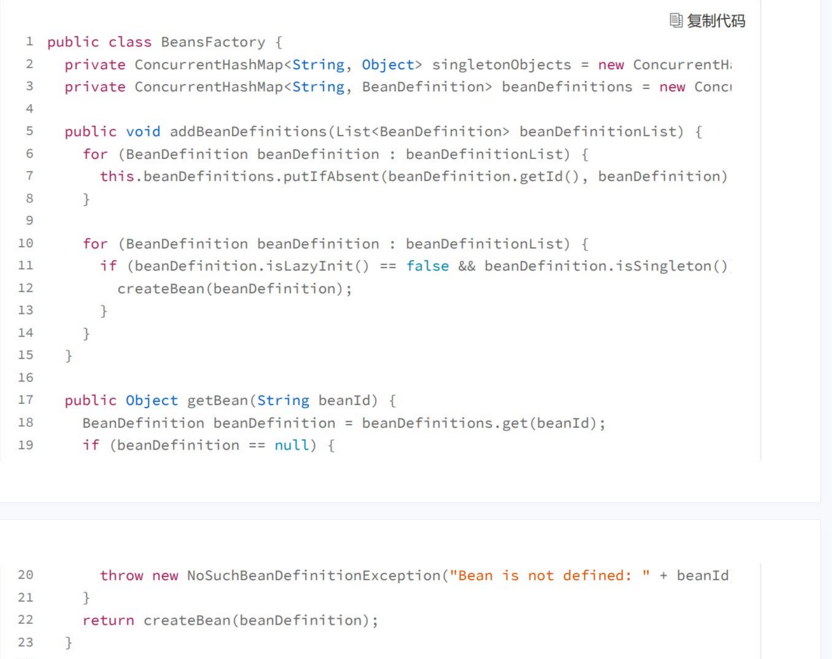 复制代码
1 public class BeansFactory {
2 private ConcurrentHashMap<String, Object> singletonObjects = new ConcurrentHa
3 private ConcurrentHashMap<String, BeanDefinition> beanDefinitions = new Concu
4
5 public void addBeanDefinitions(List<BeanDefinition> beanDefinitionList) {
6 for (BeanDefinition beanDefinition : beanDefinitionList) {
7 this.beanDefinitions.putIfAbsent(beanDefinition.getId(), beanDefinition)
8 }
9
10 for (BeanDefinition beanDefinition : beanDefinitionList) {
11 if (beanDefinition.isLazyInit() == false && beanDefinition.isSingleton()
12 createBean(beanDefinition);
13 }
14 }
15 }
16
17 public Object getBean(String beanId) {
18 BeanDefinition beanDefinition = beanDefinitions.get(beanId);
19 if (beanDefinition == null) {
20 throw new NoSuchBeanDefinitionException("Bean is not defined: " + beanId
21 }
22 return createBean(beanDefinition);
23 }